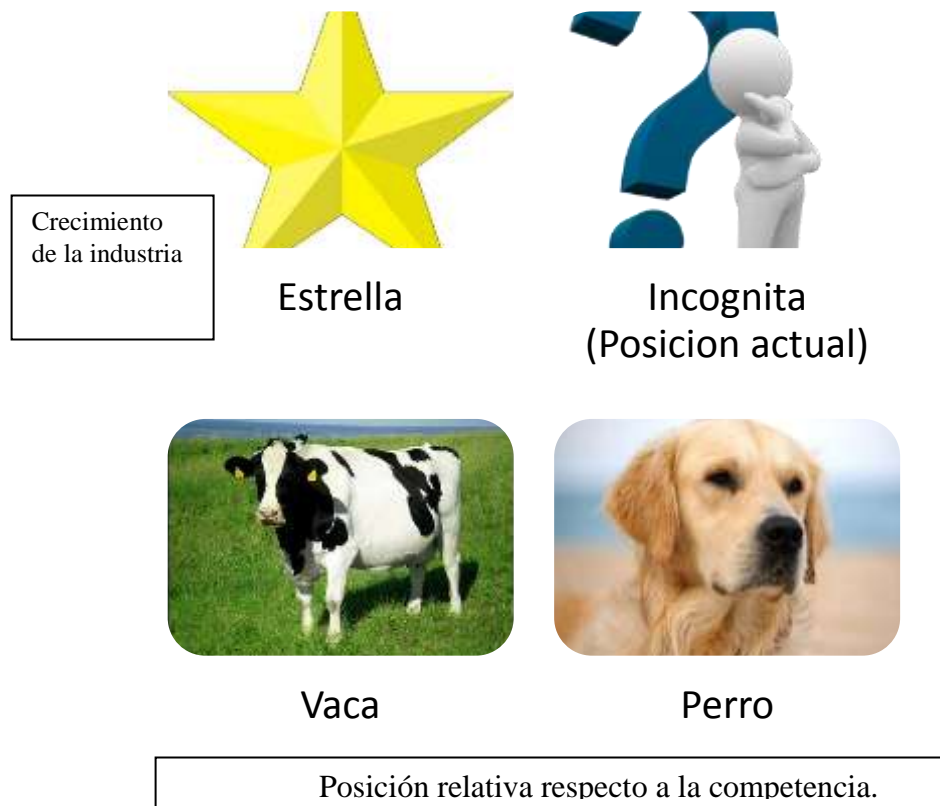 Crecimiento
de la industria
Estrella
Incognita
(Posicion actual)
Vaca
Perro
Posición relativa respecto a la competencia.